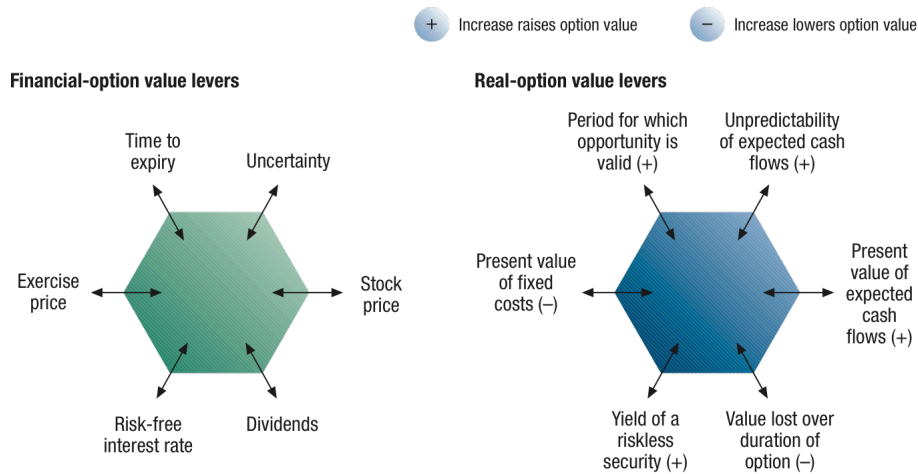 + Increase raises option value
– Increase lowers option value
Financial-option value levers
Time to
expiry
Uncertainty
Exercise
price
Stock
price
Risk-free
interest rate
Dividends
Real-option value levers
Period for which
opportunity is
valid (+)
Unpredictability
of expected cash
flows (+)
Present value
of fixed
costs (–)
Present
value of
expected
cash
flows (+)
Yield of a
riskless
security (+)
Value lost over
duration of
option (–)